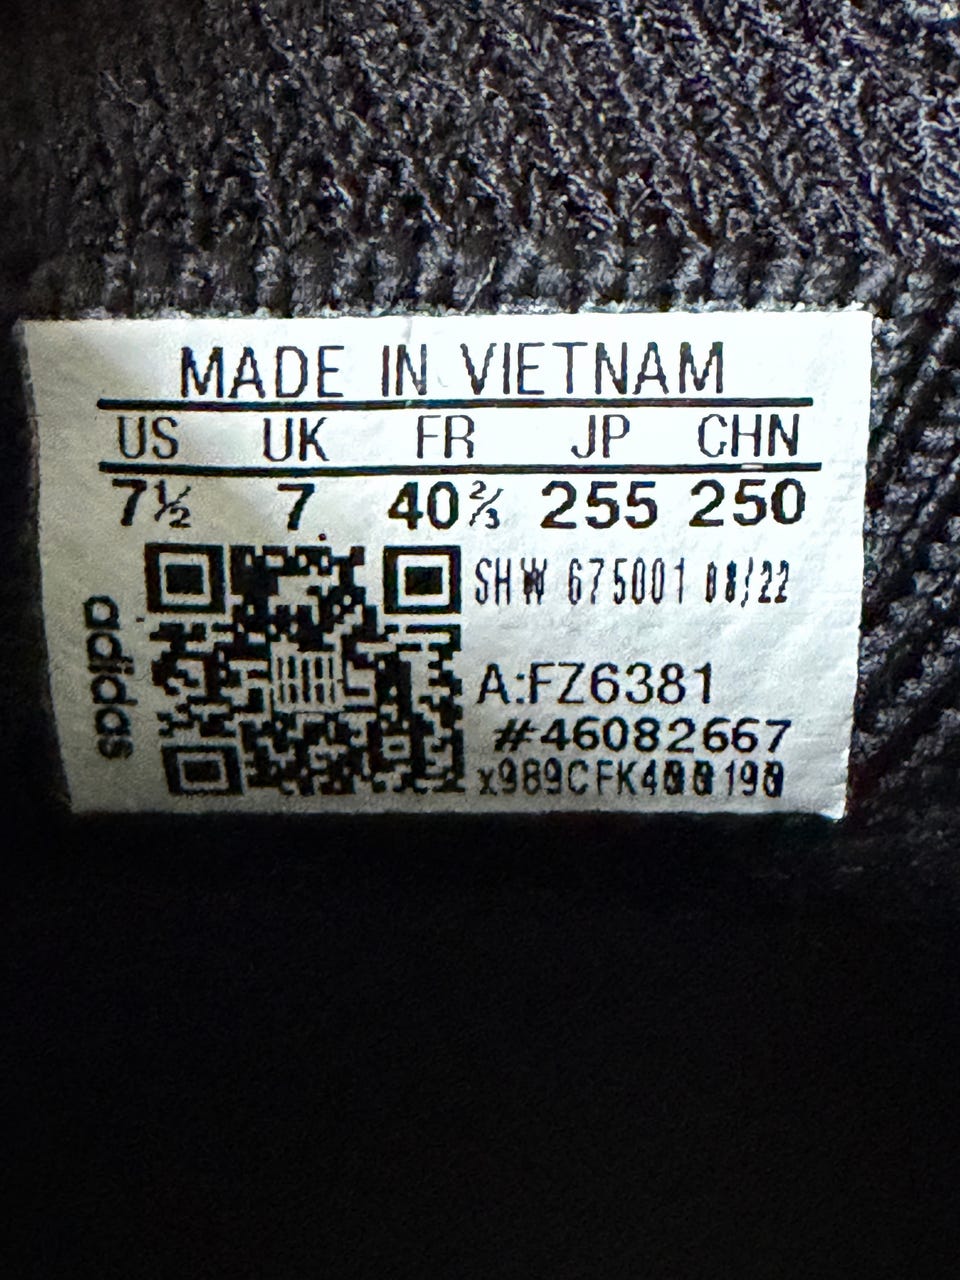 MADE IN VIETNAM
US UK FR JP CHN
7½ 7 40⅔ 255 250
adidas
SHW 675001 08/22
A:FZ6381
#46082667
x989CFK400190